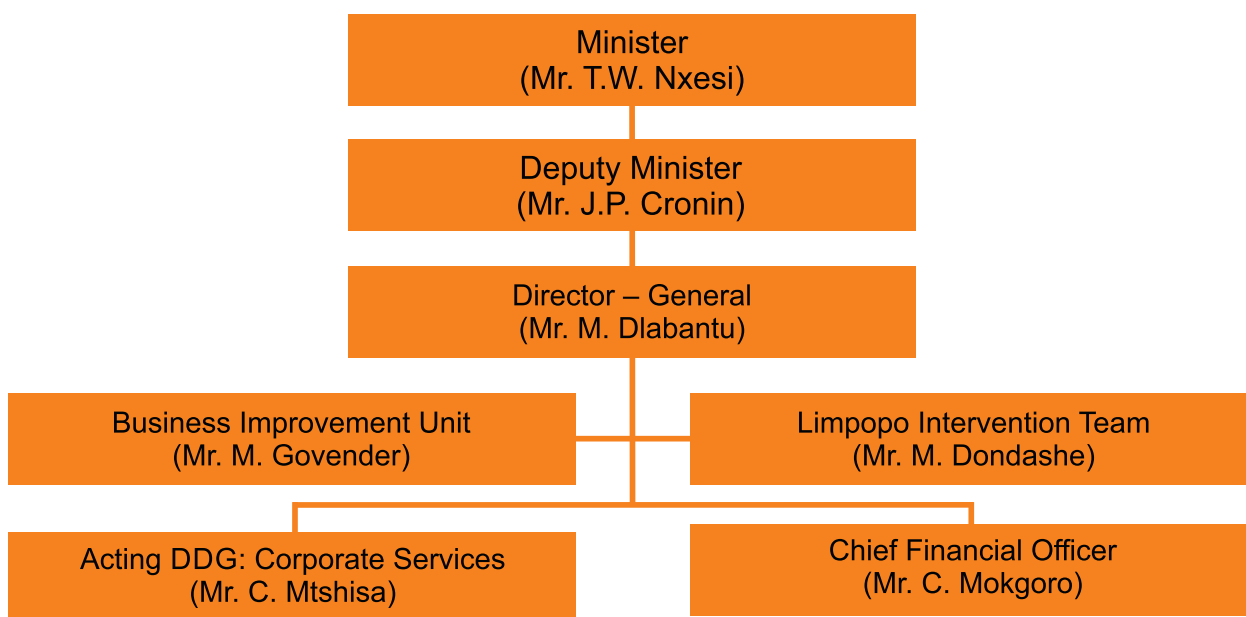 Minister
(Mr. T.W. Nxesi)
Deputy Minister
(Mr. J.P. Cronin)
Director – General
(Mr. M. Dlabantu)
Business Improvement Unit
(Mr. M. Govender)
Limpopo Intervention Team
(Mr. M. Dondashe)
Acting DDG: Corporate Services
(Mr. C. Mtshisa)
Chief Financial Officer
(Mr. C. Mokgoro)